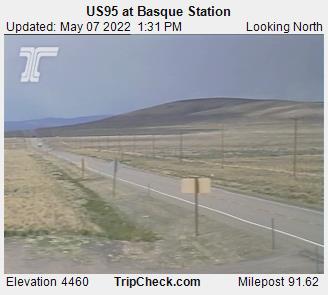 US95 at Basque Station
Updated: May 07 2022 1:31 PM Looking North
Elevation 4460 TripCheck.com Milepost 91.62